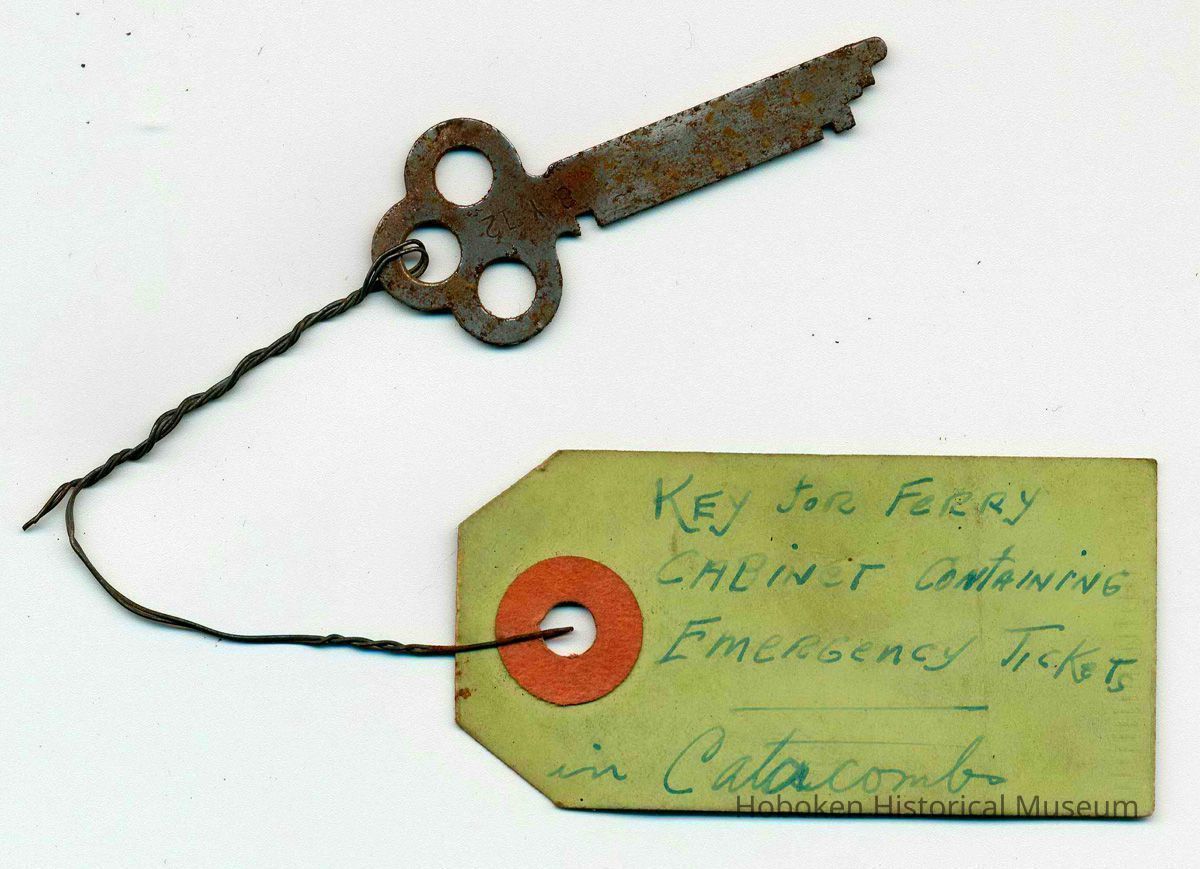 KEY FOR FERRY
CABINET CONTAINING
EMERGENCY TICKETS
in Catacombs
Hoboken Historical Museum